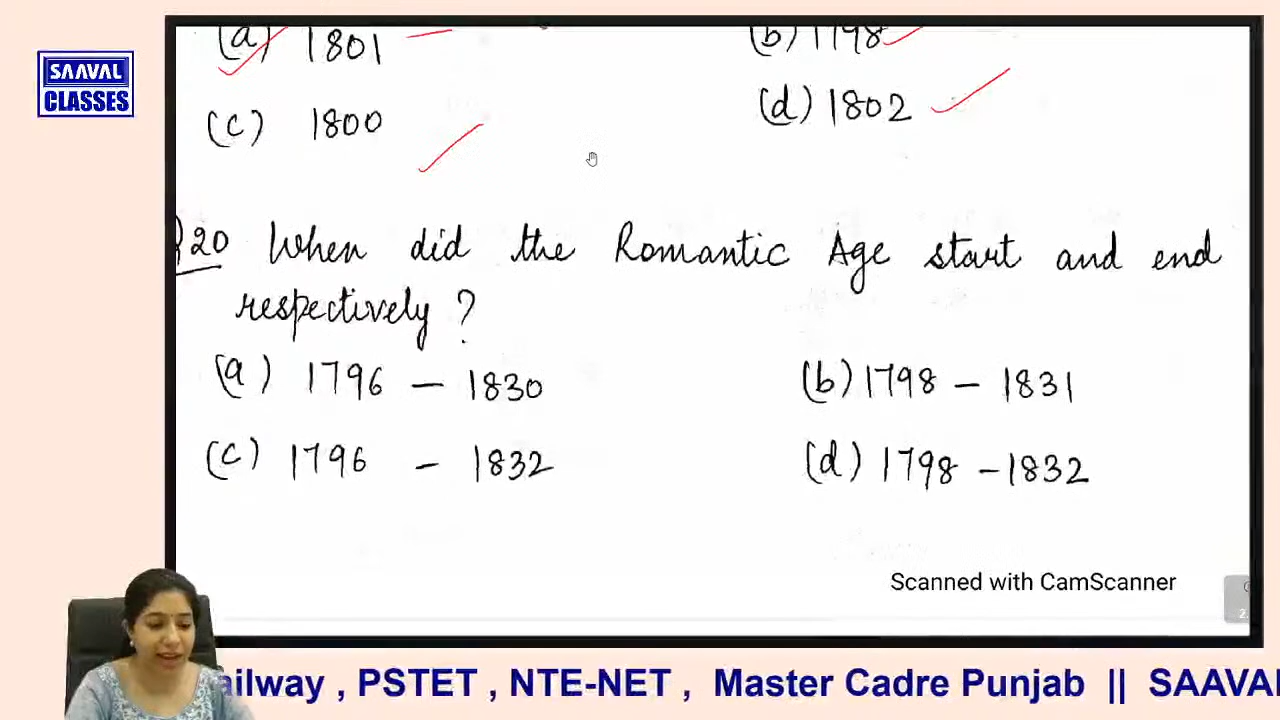 SAAVAL
CLASSES
(a) 1801
(b) 1798
(c) 1800
(d) 1802
Q20 When did the Romantic Age start and end
respectively ?
(a) 1796 – 1830
(b) 1798 – 1831
(c) 1796 – 1832
(d) 1798 – 1832
Scanned with CamScanner
ailway , PSTET , NTE-NET , Master Cadre Punjab || SAAVAL